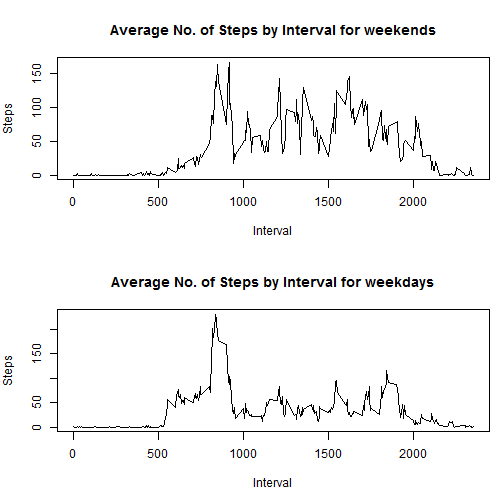 Average No. of Steps by Interval for weekends
Steps
150
100
50
0
0 500 1000 1500 2000
Interval
Average No. of Steps by Interval for weekdays
Steps
150
50
0
0 500 1000 1500 2000
Interval